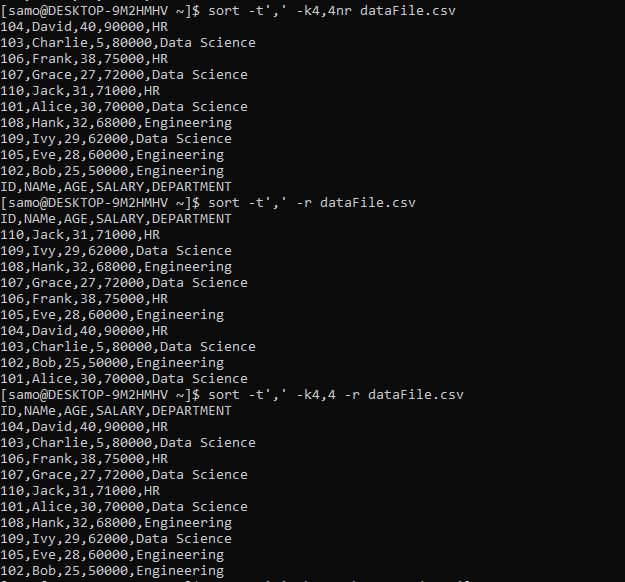 [samo@DESKTOP-9M2HMHV ~]$ sort -t',' -k4,4nr dataFile.csv
104,David,40,90000,HR
103,Charlie,5,80000,Data Science
106,Frank,38,75000,HR
107,Grace,27,72000,Data Science
110,Jack,31,71000,HR
101,Alice,30,70000,Data Science
108,Hank,32,68000,Engineering
109,Ivy,29,62000,Data Science
105,Eve,28,60000,Engineering
102,Bob,25,50000,Engineering
ID,NAMe,AGE,SALARY,DEPARTMENT
[samo@DESKTOP-9M2HMHV ~]$ sort -t',' -r dataFile.csv
ID,NAMe,AGE,SALARY,DEPARTMENT
110,Jack,31,71000,HR
109,Ivy,29,62000,Data Science
108,Hank,32,68000,Engineering
107,Grace,27,72000,Data Science
106,Frank,38,75000,HR
105,Eve,28,60000,Engineering
104,David,40,90000,HR
103,Charlie,5,80000,Data Science
102,Bob,25,50000,Engineering
101,Alice,30,70000,Data Science
[samo@DESKTOP-9M2HMHV ~]$ sort -t',' -k4,4 -r dataFile.csv
ID,NAMe,AGE,SALARY,DEPARTMENT
104,David,40,90000,HR
103,Charlie,5,80000,Data Science
106,Frank,38,75000,HR
107,Grace,27,72000,Data Science
110,Jack,31,71000,HR
101,Alice,30,70000,Data Science
108,Hank,32,68000,Engineering
109,Ivy,29,62000,Data Science
105,Eve,28,60000,Engineering
102,Bob,25,50000,Engineering